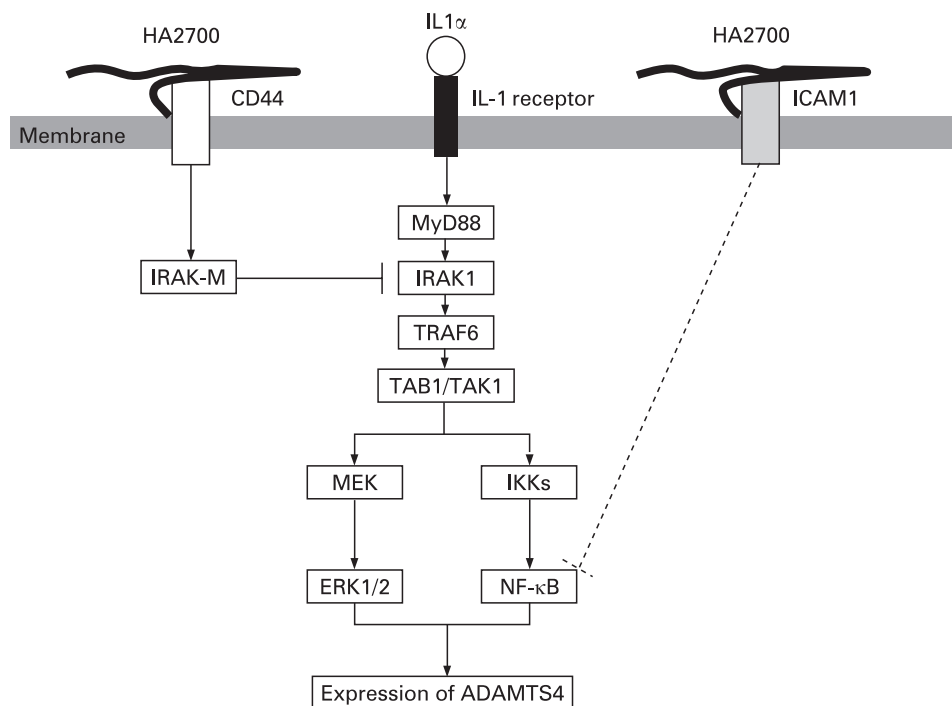 IL1α
HA2700
HA2700
CD44
IL-1 receptor
ICAM1
Membrane
MyD88
IRAK-M
IRAK1
TRAF6
TAB1/TAK1
MEK
IKKs
ERK1/2
NF-κB
Expression of ADAMTS4